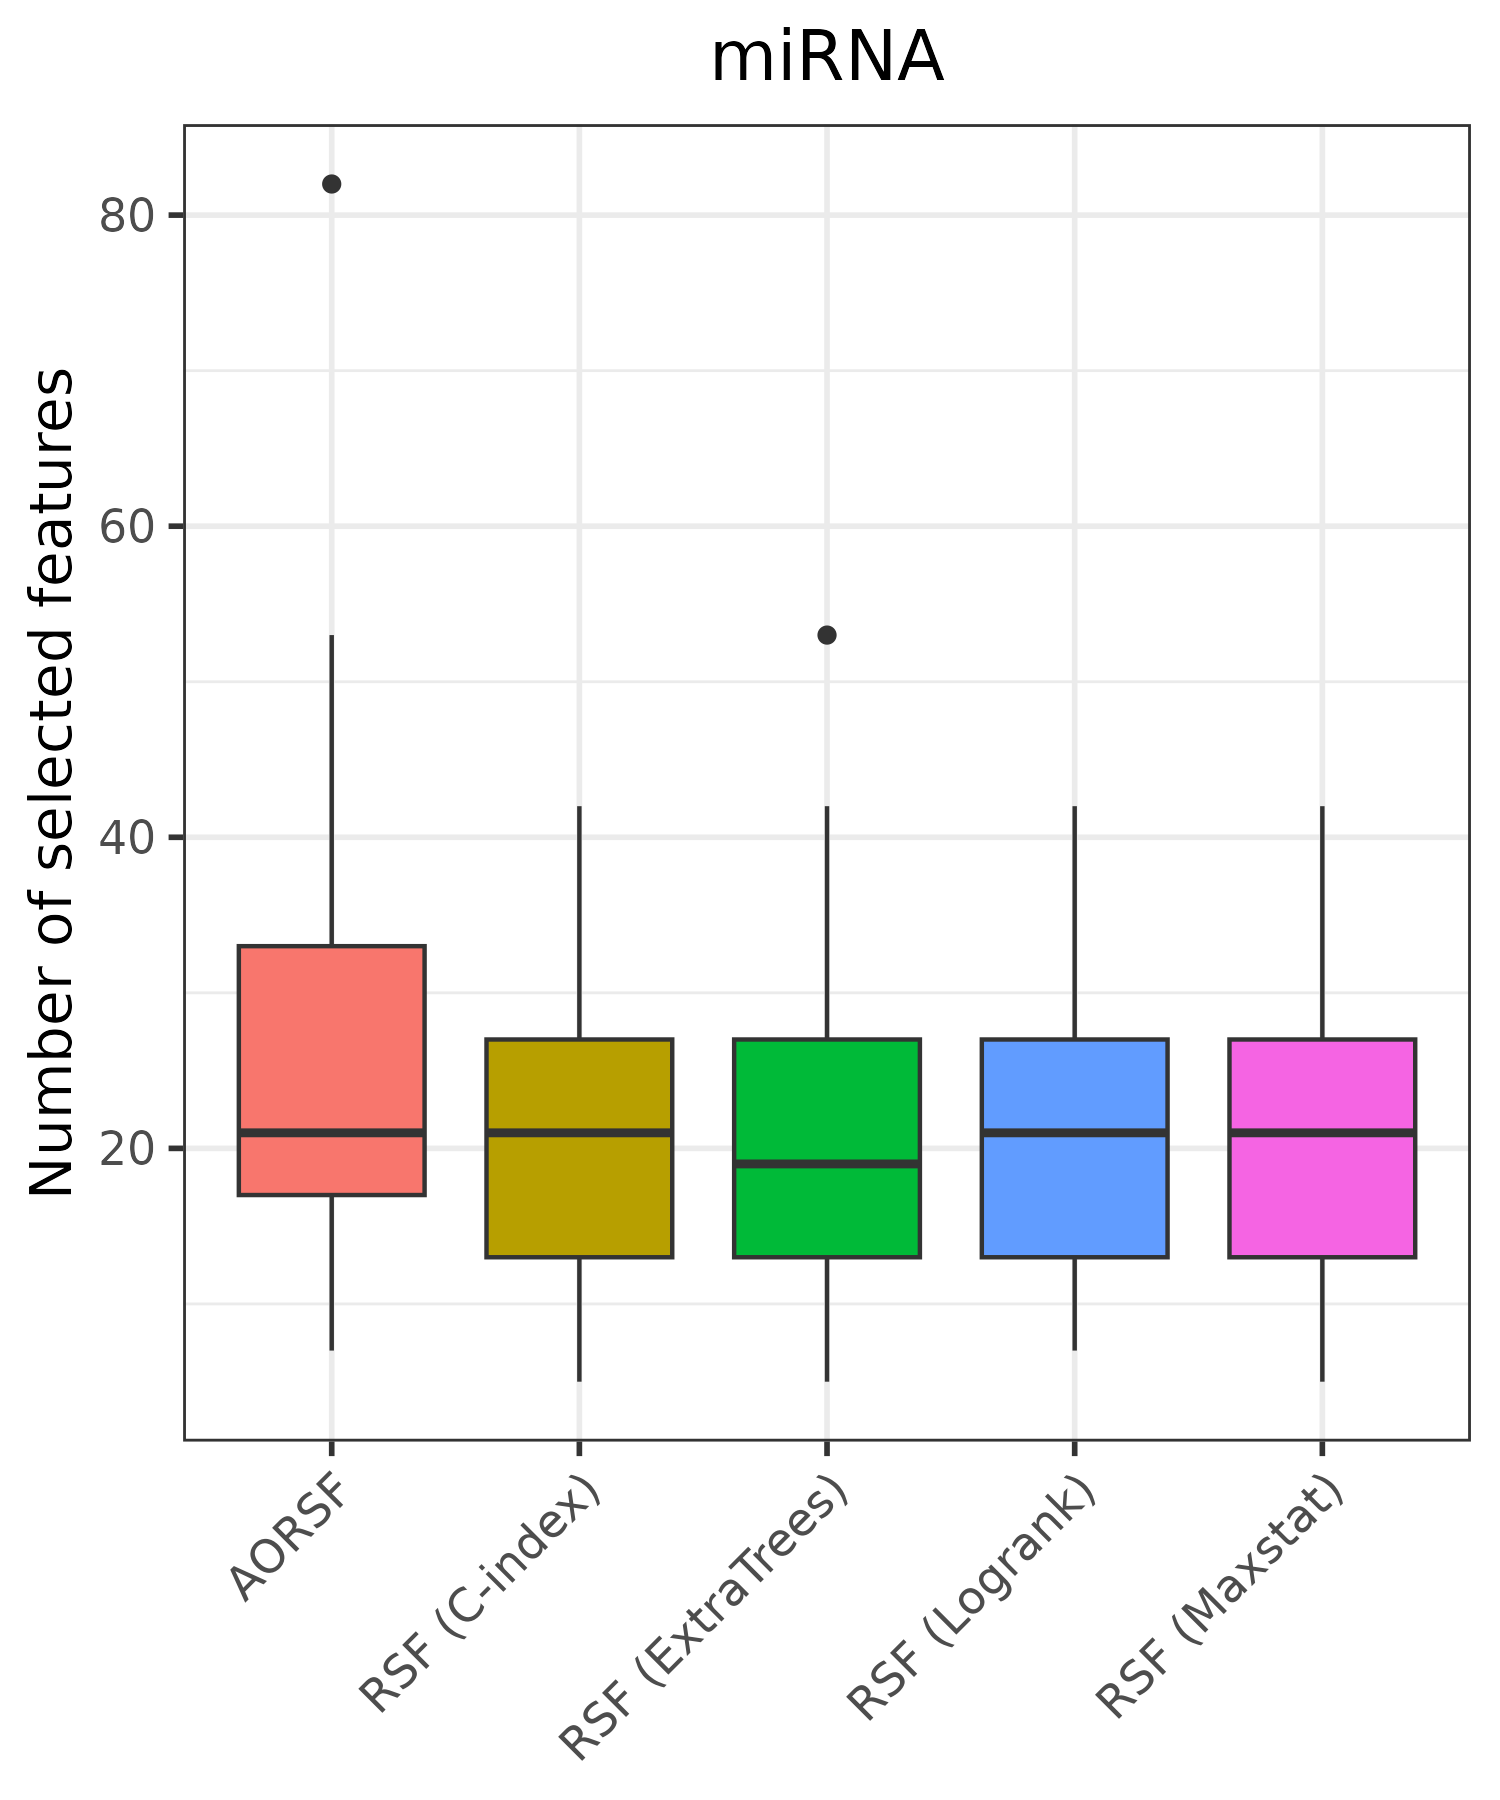 miRNA
Number of selected features
80
60
40
20
AORSF
RSF (C-index)
RSF (ExtraTrees)
RSF (Logrank)
RSF (Maxstat)